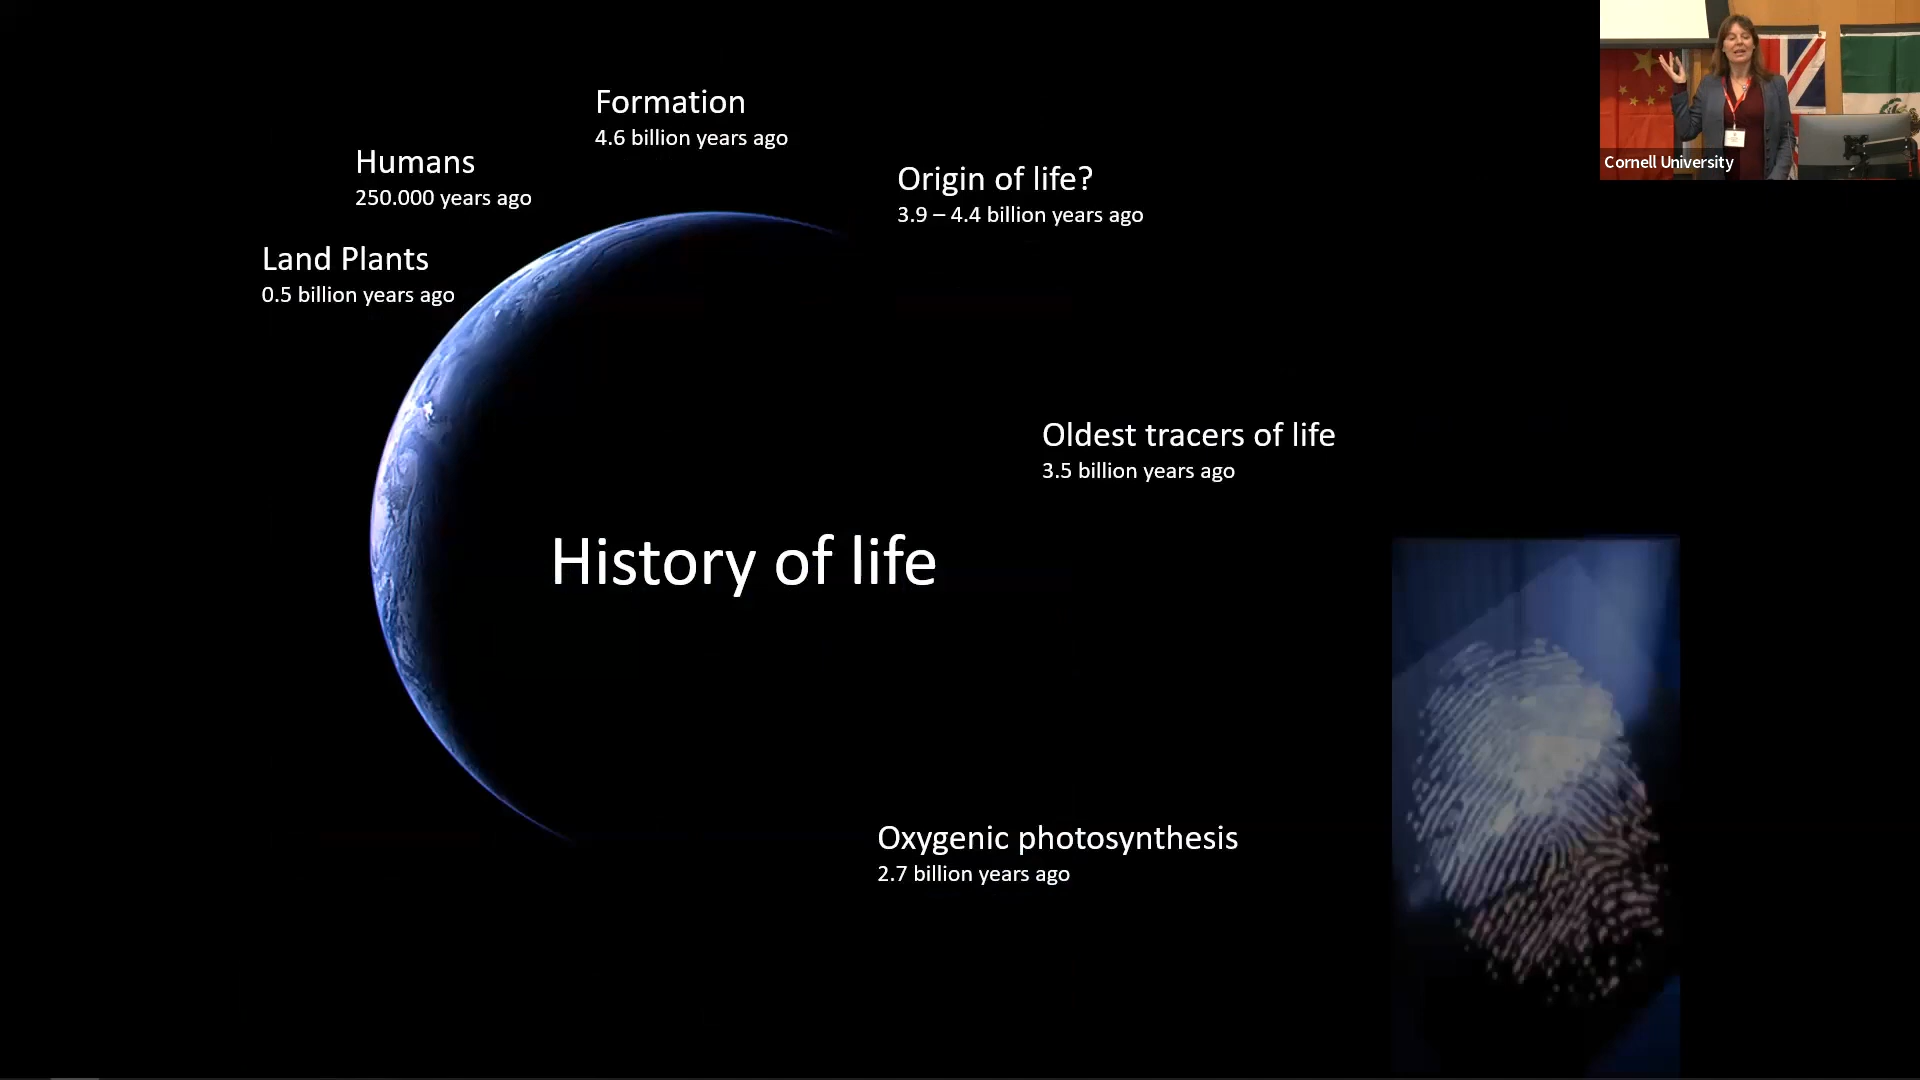 Formation
4.6 billion years ago
Humans
250.000 years ago
Origin of life?
3.9 – 4.4 billion years ago
Land Plants
0.5 billion years ago
Oldest tracers of life
3.5 billion years ago
History of life
Oxygenic photosynthesis
2.7 billion years ago
Cornell University